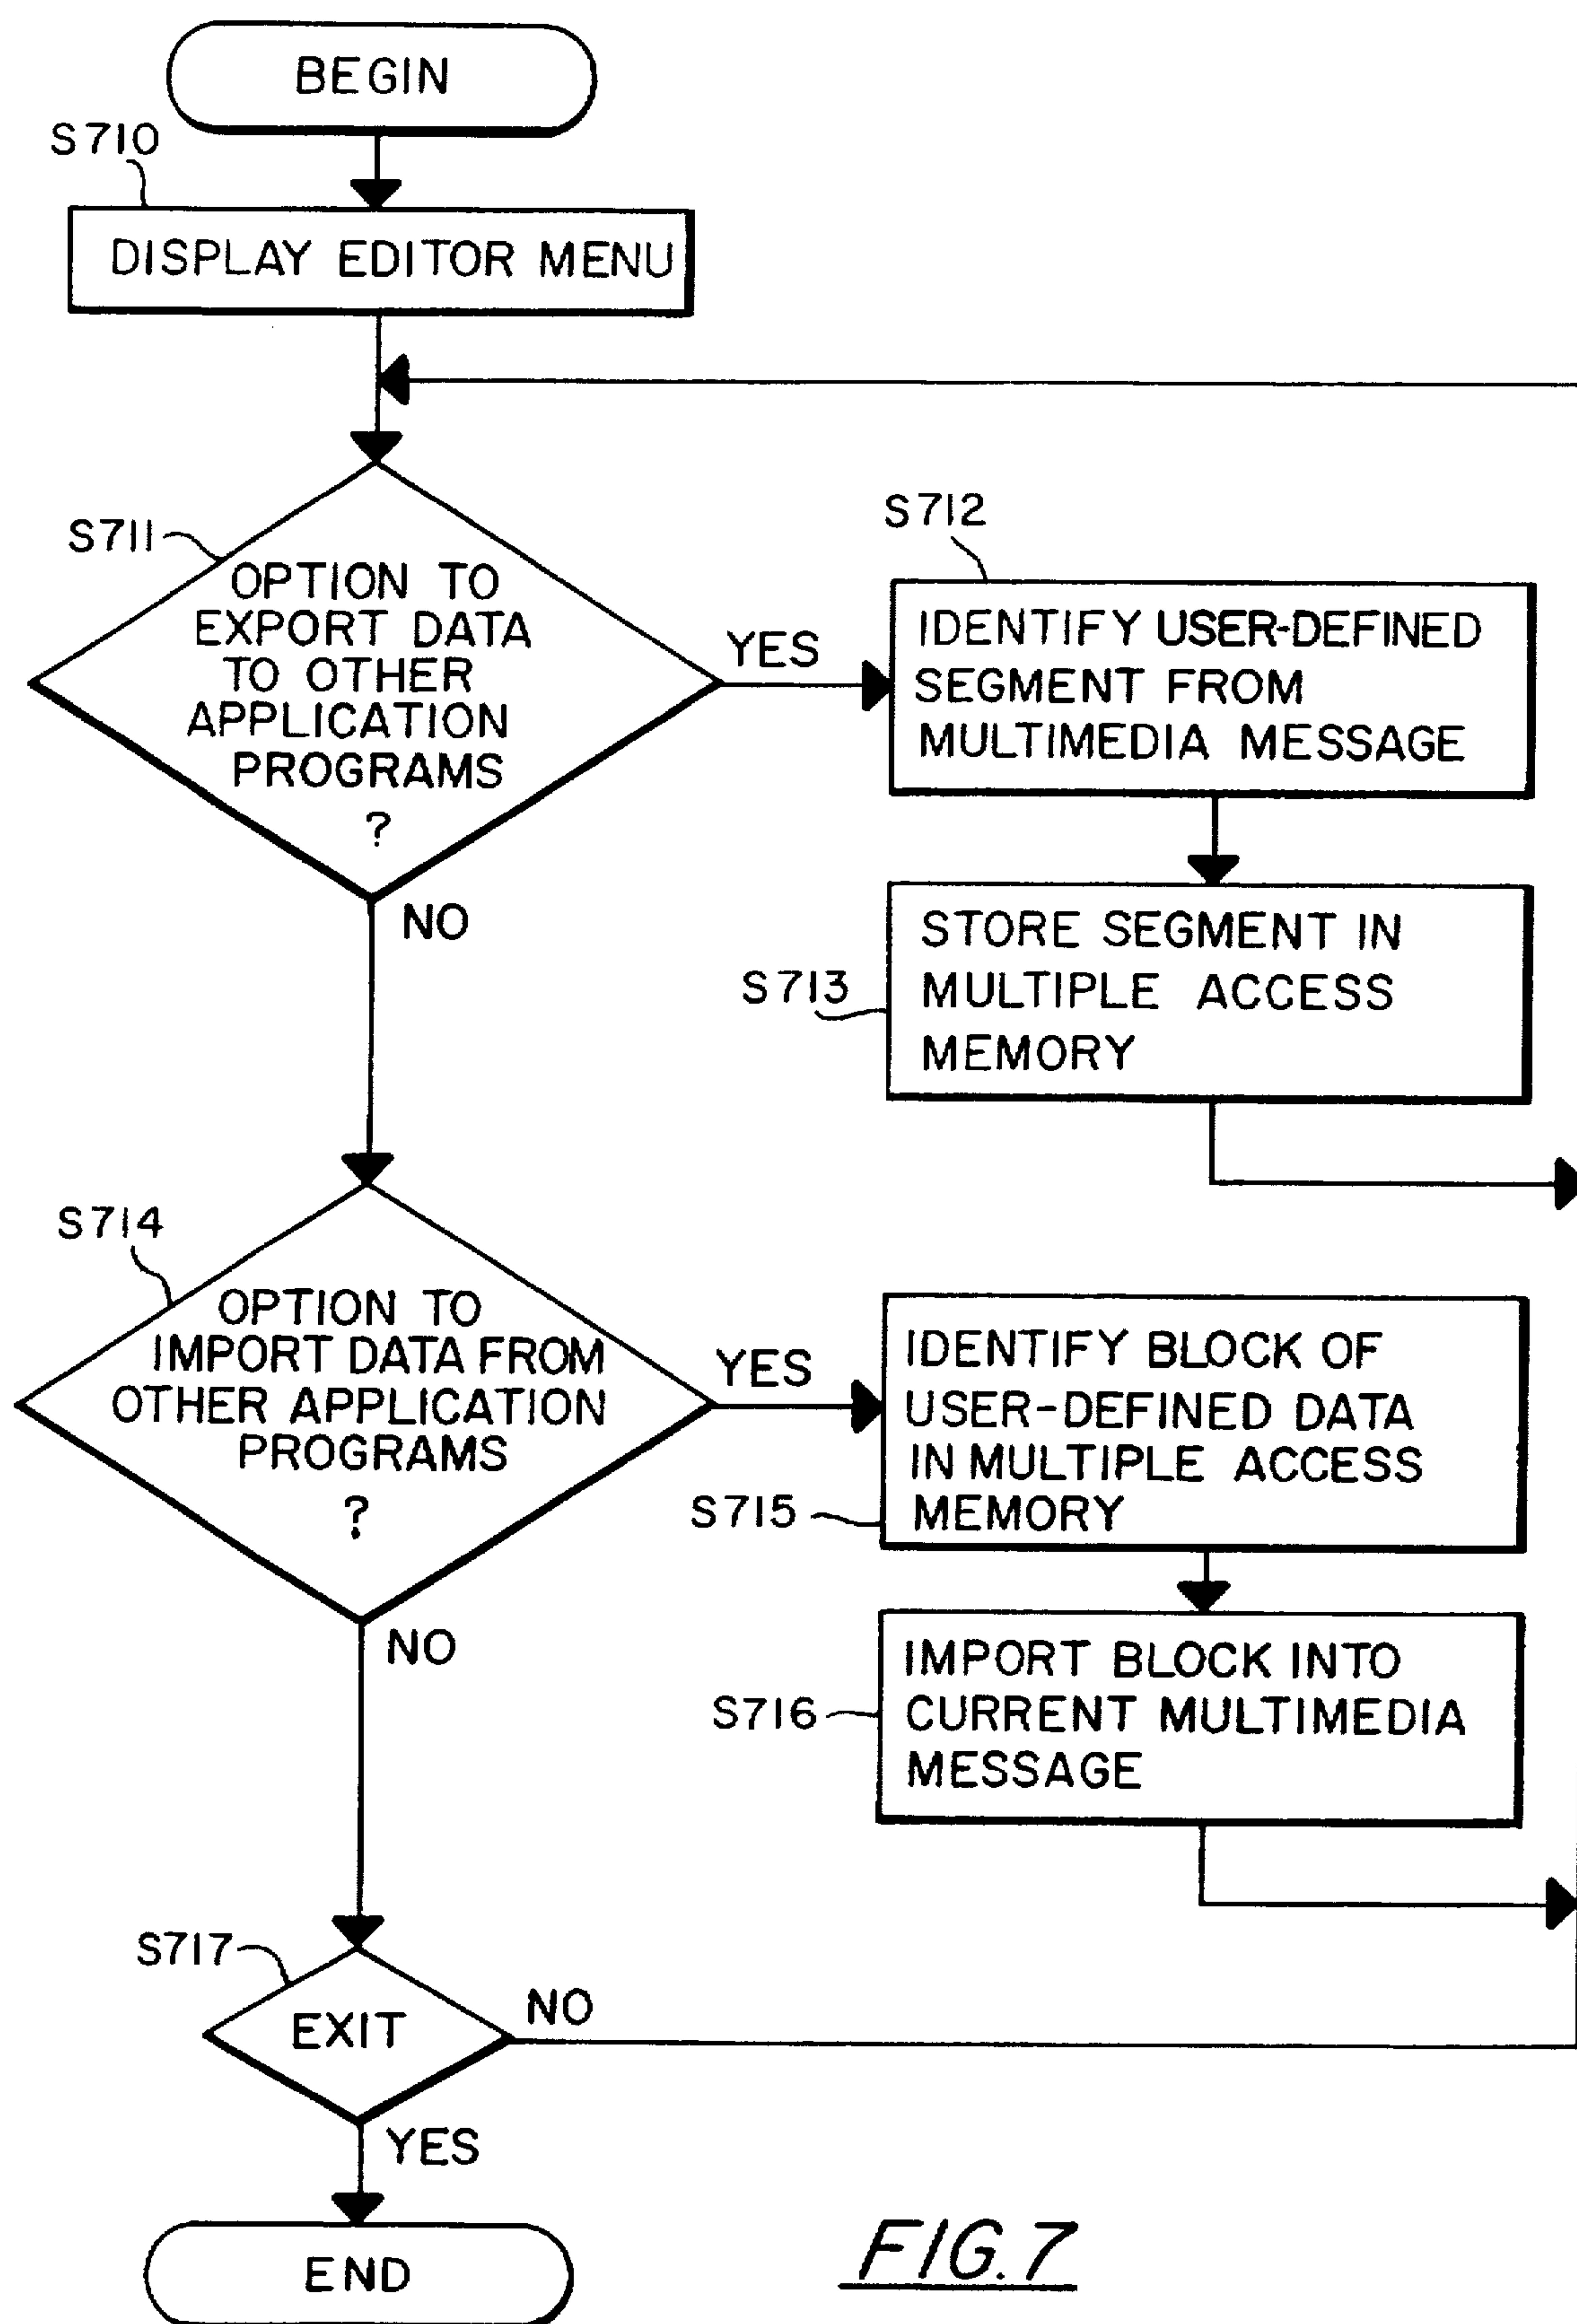 BEGIN
S710
DISPLAY EDITOR MENU
S711
OPTION TO
EXPORT DATA
TO OTHER
APPLICATION
PROGRAMS
?
YES
NO
S712
IDENTIFY USER-DEFINED
SEGMENT FROM
MULTIMEDIA MESSAGE
S713
STORE SEGMENT IN
MULTIPLE ACCESS
MEMORY
S714
OPTION TO
IMPORT DATA FROM
OTHER APPLICATION
PROGRAMS
?
YES
NO
S715
IDENTIFY BLOCK OF
USER-DEFINED DATA
IN MULTIPLE ACCESS
MEMORY
S716
IMPORT BLOCK INTO
CURRENT MULTIMEDIA
MESSAGE
S717
EXIT
NO
YES
END
FIG. 7